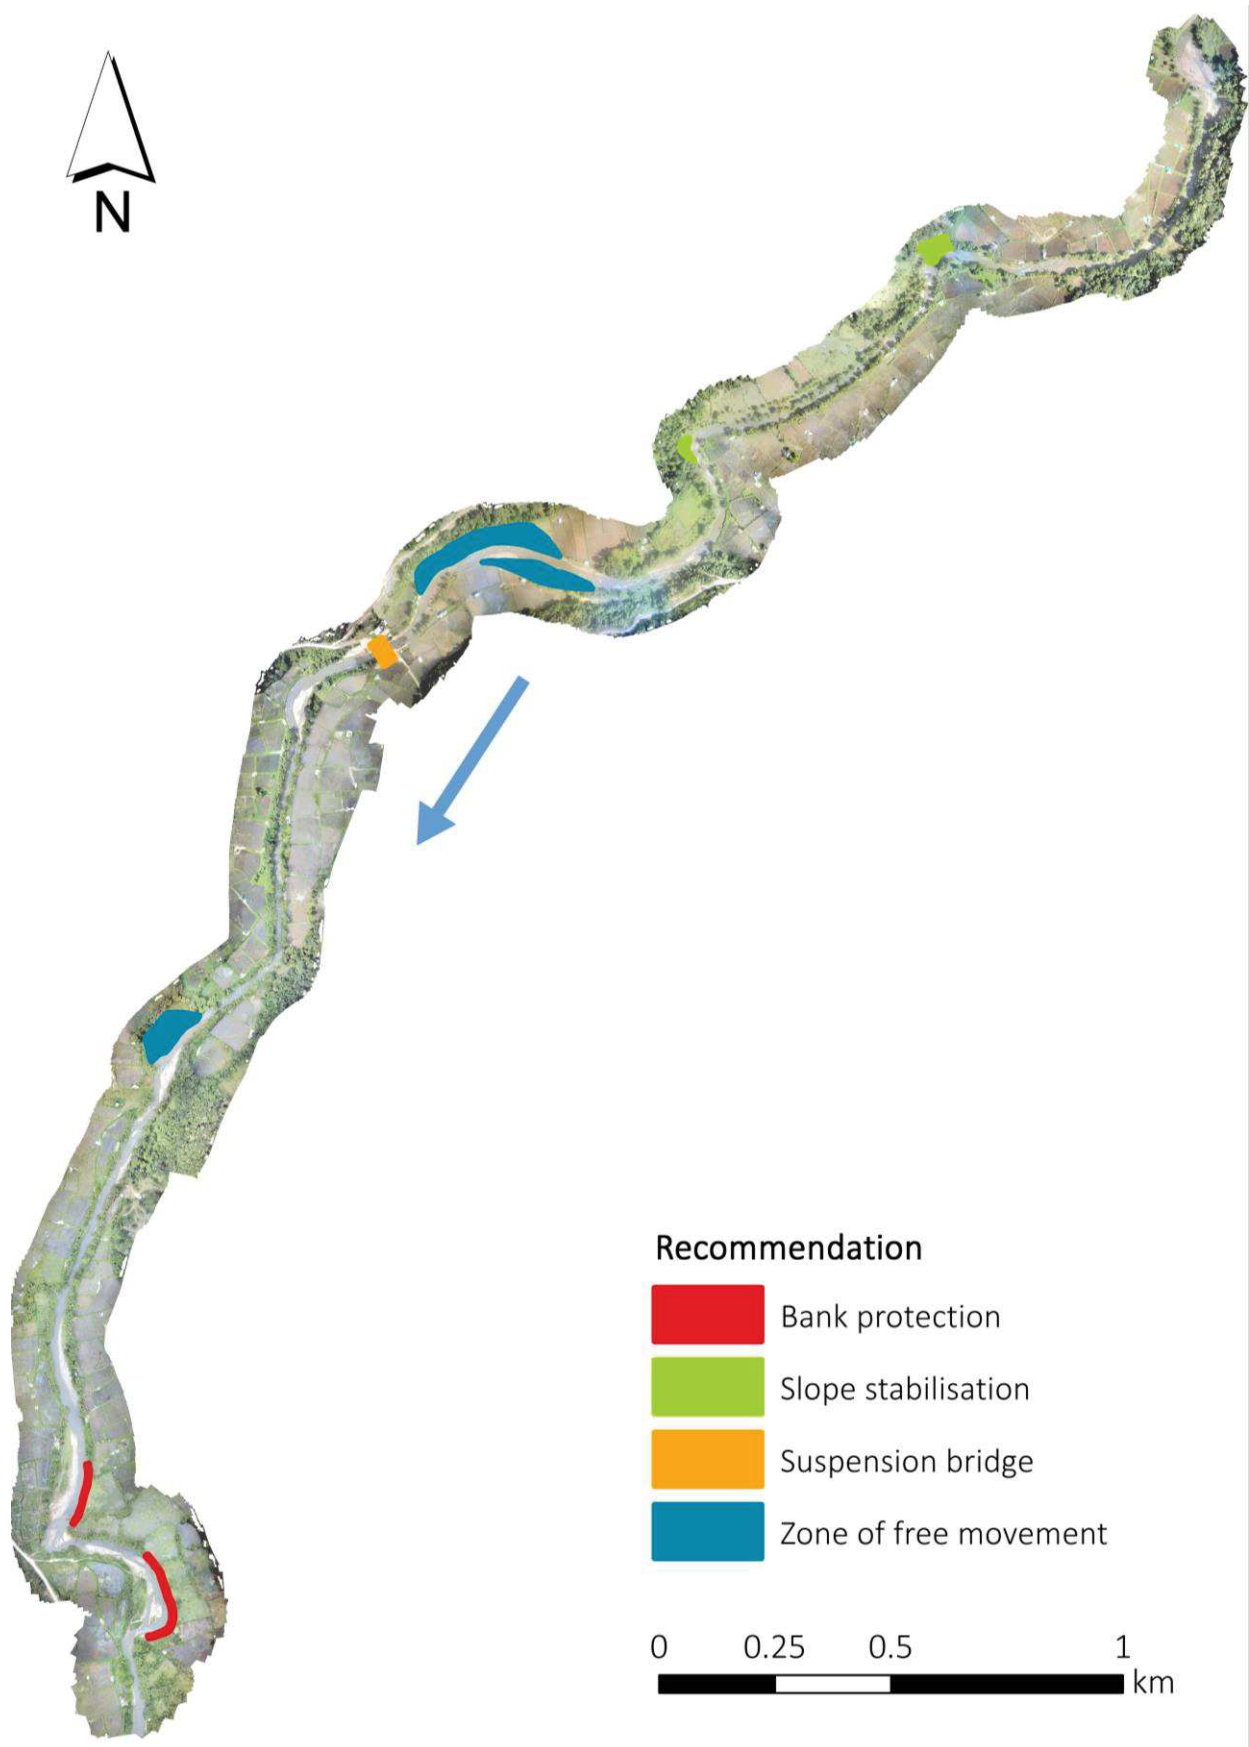 N
Recommendation
Bank protection
Slope stabilisation
Suspension bridge
Zone of free movement
0 0.25 0.5 1
km